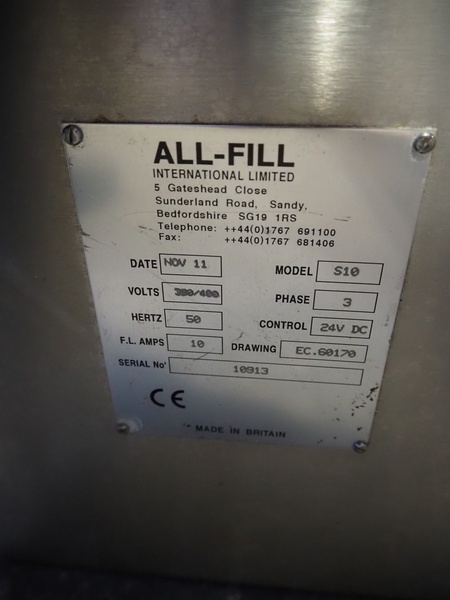 ALL-FILL
INTERNATIONAL LIMITED
5 Gateshead Close
Sunderland Road, Sandy,
Bedfordshire SG19 1RS
Telephone: ++44(0)1767 691100
Fax: ++44(0)1767 681406
DATE NOV 11 MODEL S10
VOLTS 380/400 PHASE 3
HERTZ 50 CONTROL 24V DC
F.L. AMPS 10 DRAWING EC.60170
SERIAL No' 10913
CE
MADE IN BRITAIN